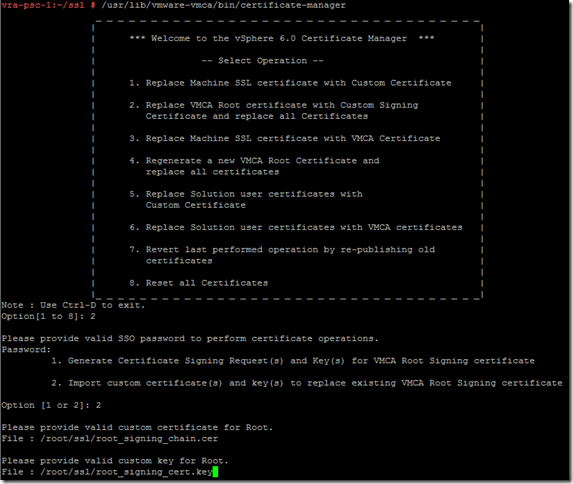 vra-psc-1:~/ssl # /usr/lib/vmware-vmca/bin/certificate-manager
*** Welcome to the vSphere 6.0 Certificate Manager ***
-- Select Operation --
1. Replace Machine SSL certificate with Custom Certificate
2. Replace VMCA Root certificate with Custom Signing
Certificate and replace all Certificates
3. Replace Machine SSL certificate with VMCA Certificate
4. Regenerate a new VMCA Root Certificate and
replace all certificates
5. Replace Solution user certificates with
Custom Certificate
6. Replace Solution user certificates with VMCA certificates
7. Revert last performed operation by re-publishing old
certificates
8. Reset all Certificates
Note : Use Ctrl-D to exit.
Option[1 to 8]: 2
Please provide valid SSO password to perform certificate operations.
Password:
1. Generate Certificate Signing Request(s) and Key(s) for VMCA Root Signing certificate
2. Import custom certificate(s) and key(s) to replace existing VMCA Root Signing certificate
Option [1 or 2]: 2
Please provide valid custom certificate for Root.
File : /root/ssl/root_signing_chain.cer
Please provide valid custom key for Root.
File : /root/ssl/root_signing_cert.key